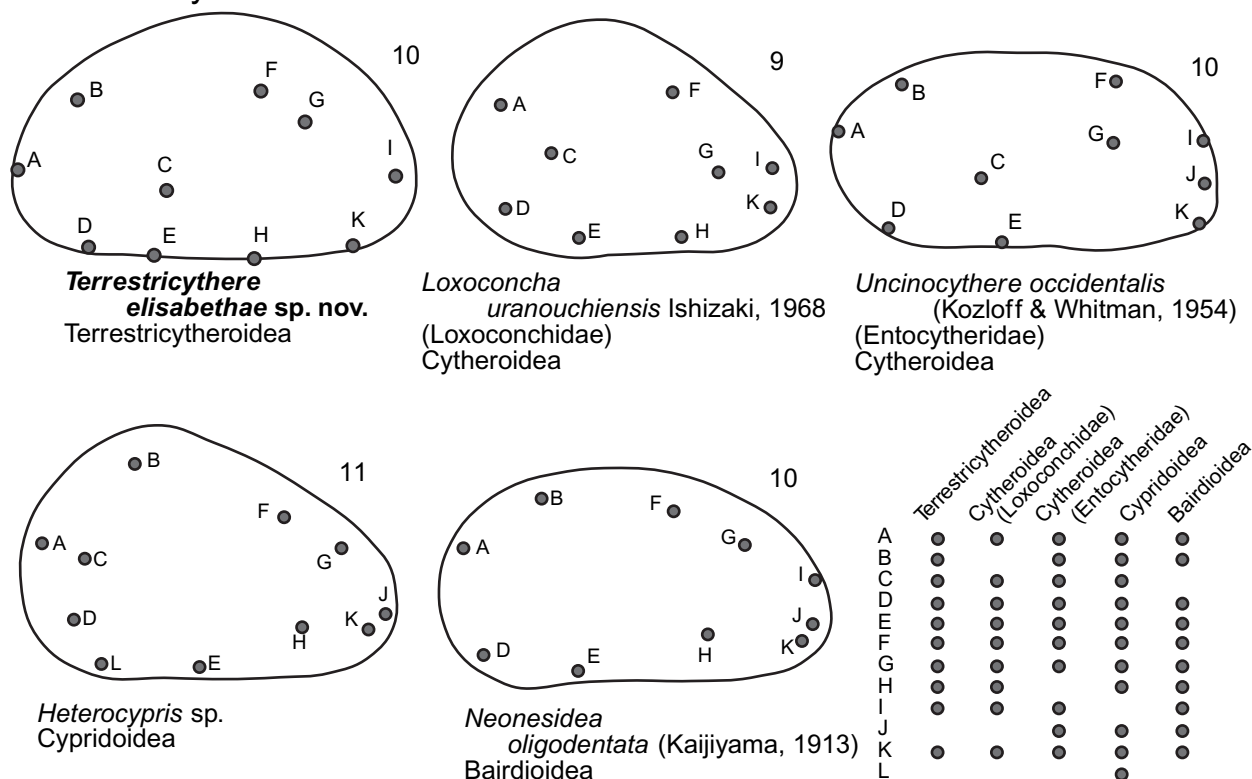 10
A
B
C
D
E
F
G
H
I
K
Terrestricythere
elisabethae sp. nov.
Terrestricytheroidea
9
A
C
D
E
F
G
H
I
K
Loxoconcha
uranouchiensis Ishizaki, 1968
(Loxoconchidae)
Cytheroidea
10
A
B
C
D
E
F
G
I
J
K
Uncinocythere occidentalis
(Kozloff & Whitman, 1954)
(Entocytheridae)
Cytheroidea
11
A
B
C
D
E
F
G
H
J
K
L
Heterocypris sp.
Cypridoidea
10
A
B
D
E
F
G
H
I
J
K
Neonesidea
oligodentata (Kaijiyama, 1913)
Bairdioidea
Terrestricytheroidea
Cytheroidea
(Loxoconchidae)
Cytheroidea
(Entocytheridae)
Cypridoidea
Bairdioidea
A
B
C
D
E
F
G
H
I
J
K
L